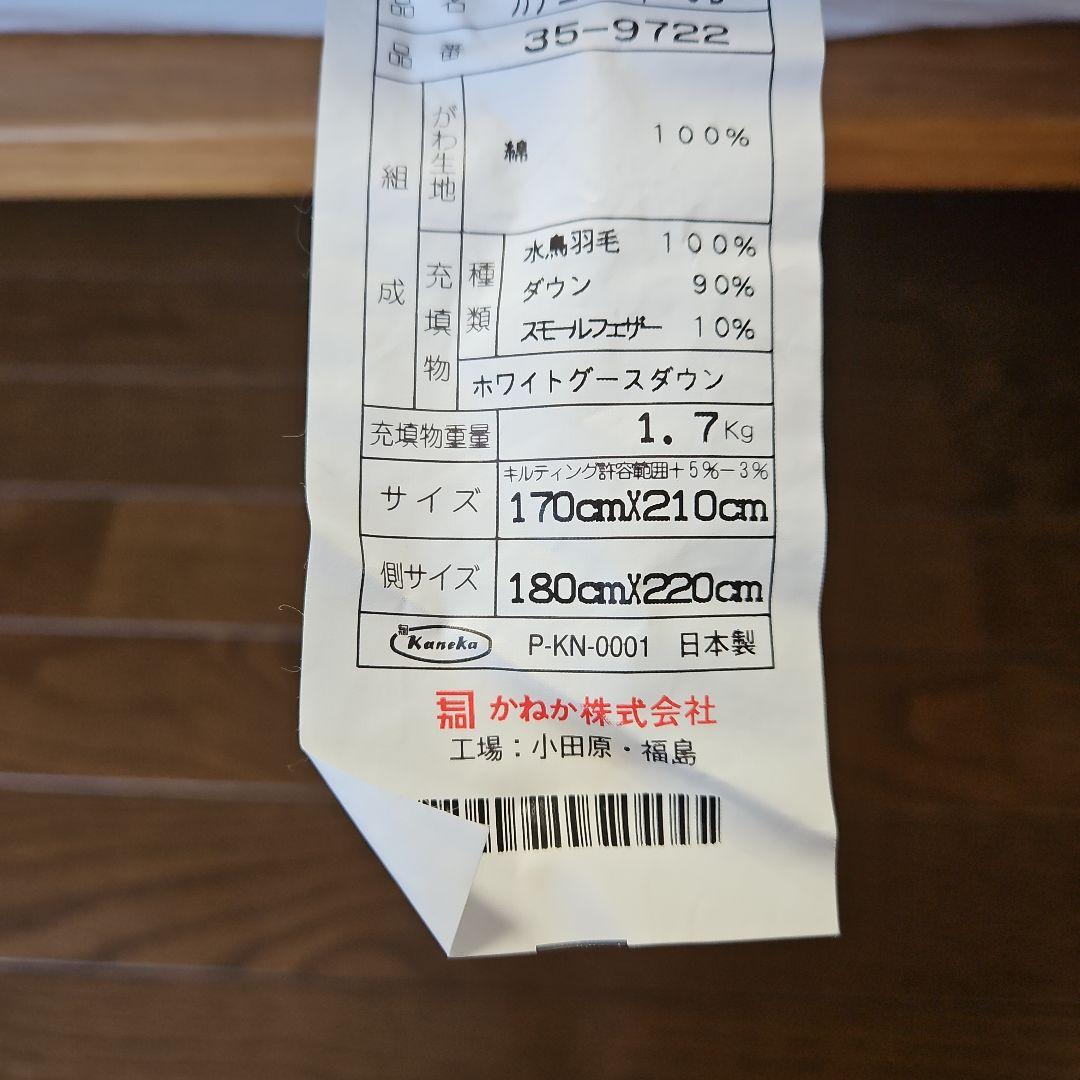 品名
品番 35-9722
組成
がわ生地 綿 100%
充填物
種類
水鳥羽毛 100%
ダウン 90%
スモールフェザー 10%
ホワイトグースダウン
充填物重量 1.7Kg
キルティング許容範囲+5%-3%
サイズ 170cmX210cm
側サイズ 180cmX220cm
Kaneka P-KN-0001 日本製
かねか株式会社
工場:小田原・福島